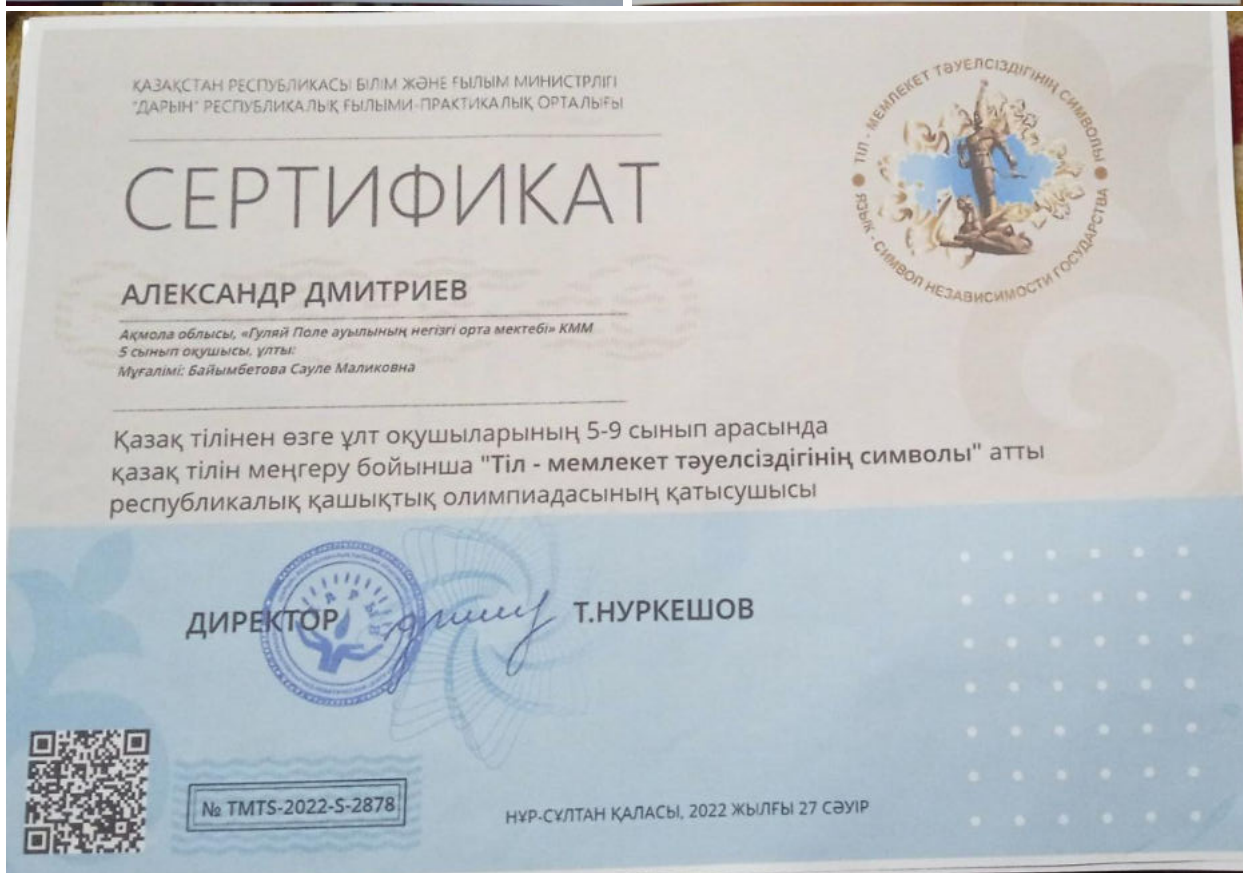 ҚАЗАҚСТАН РЕСПУБЛИКАСЫ БІЛІМ ЖӘНЕ ҒЫЛЫМ МИНИСТРЛІГІ
"ДАРЫН" РЕСПУБЛИКАЛЫҚ ҒЫЛЫМИ-ПРАКТИКАЛЫҚ ОРТАЛЫҒЫ
ТІЛ - МЕМЛЕКЕТ ТӘУЕЛСІЗДІГІНІҢ СИМВОЛЫ
ЯЗЫК - СИМВОЛ НЕЗАВИСИМОСТИ ГОСУДАРСТВА
СЕРТИФИКАТ
АЛЕКСАНДР ДМИТРИЕВ
Ақмола облысы, «Гуляй Поле ауылының негізгі орта мектебі» КММ
5 сынып оқушысы, ұлты:
Мұғалімі: Байымбетова Сауле Маликовна
Қазақ тілінен өзге ұлт оқушыларының 5-9 сынып арасында
қазақ тілін меңгеру бойынша "Тіл - мемлекет тәуелсіздігінің символы" атты
республикалық қашықтық олимпиадасының қатысушысы
ДИРЕКТОР
ДАРЫН
Т.НУРКЕШОВ
№ TMTS-2022-S-2878
НҰР-СҰЛТАН ҚАЛАСЫ, 2022 ЖЫЛҒЫ 27 СӘУІР